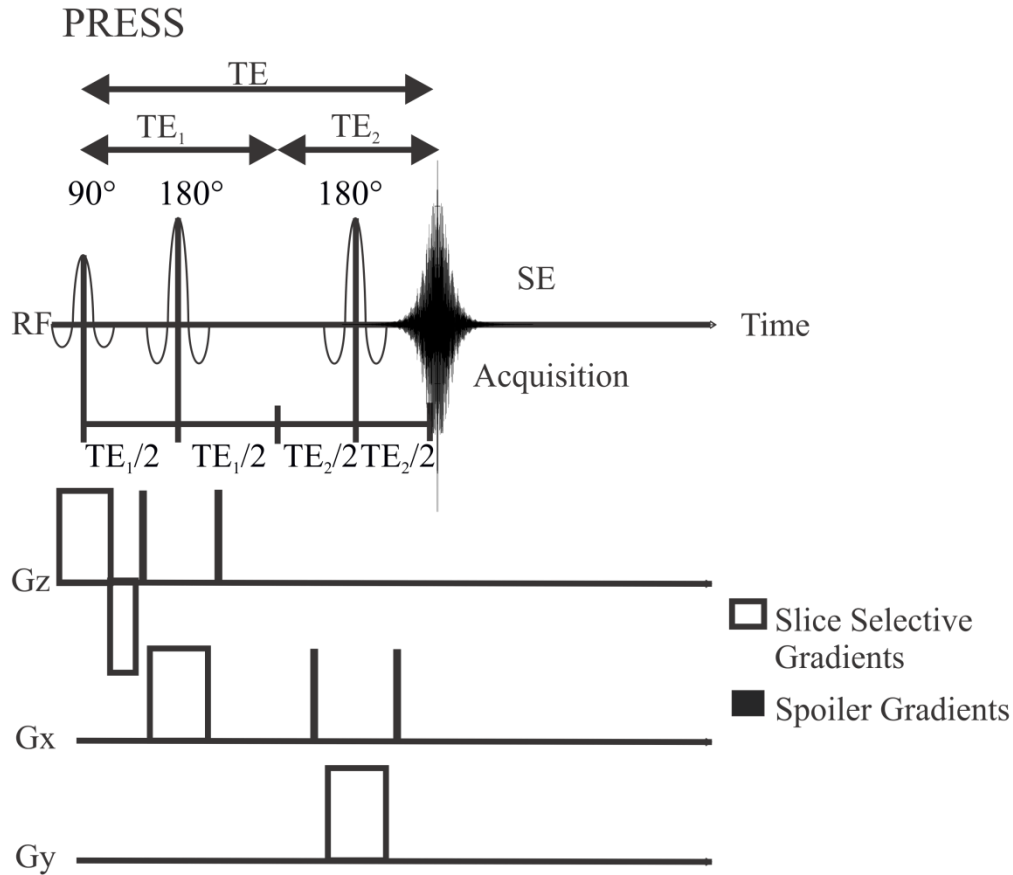 PRESS
TE
TE₁ TE₂
90° 180° 180°
SE
RF Time
Acquisition
TE₁/2 TE₁/2 TE₂/2 TE₂/2
Gz
Slice Selective
Gradients
Spoiler Gradients
Gx
Gy